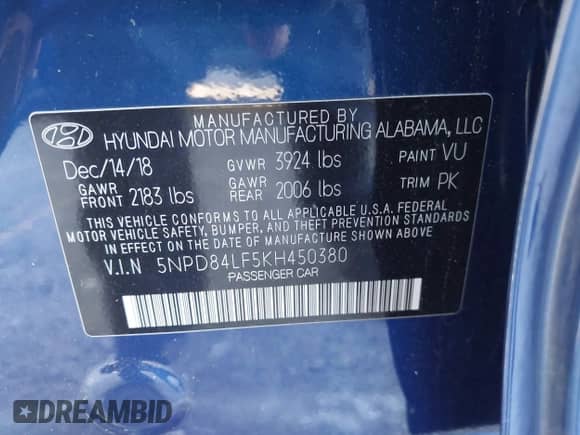 MANUFACTURED BY
HYUNDAI MOTOR MANUFACTURING ALABAMA, LLC
Dec/14/18 GVWR 3924 lbs PAINT VU
GAWR FRONT 2183 lbs GAWR REAR 2006 lbs TRIM PK
THIS VEHICLE CONFORMS TO ALL APPLICABLE U.S.A. FEDERAL
MOTOR VEHICLE SAFETY, BUMPER, AND THEFT PREVENTION STANDARDS
IN EFFECT ON THE DATE OF MANUFACTURE SHOWN ABOVE.
V.I.N 5NPD84LF5KH450380
PASSENGER CAR
DREAMBID